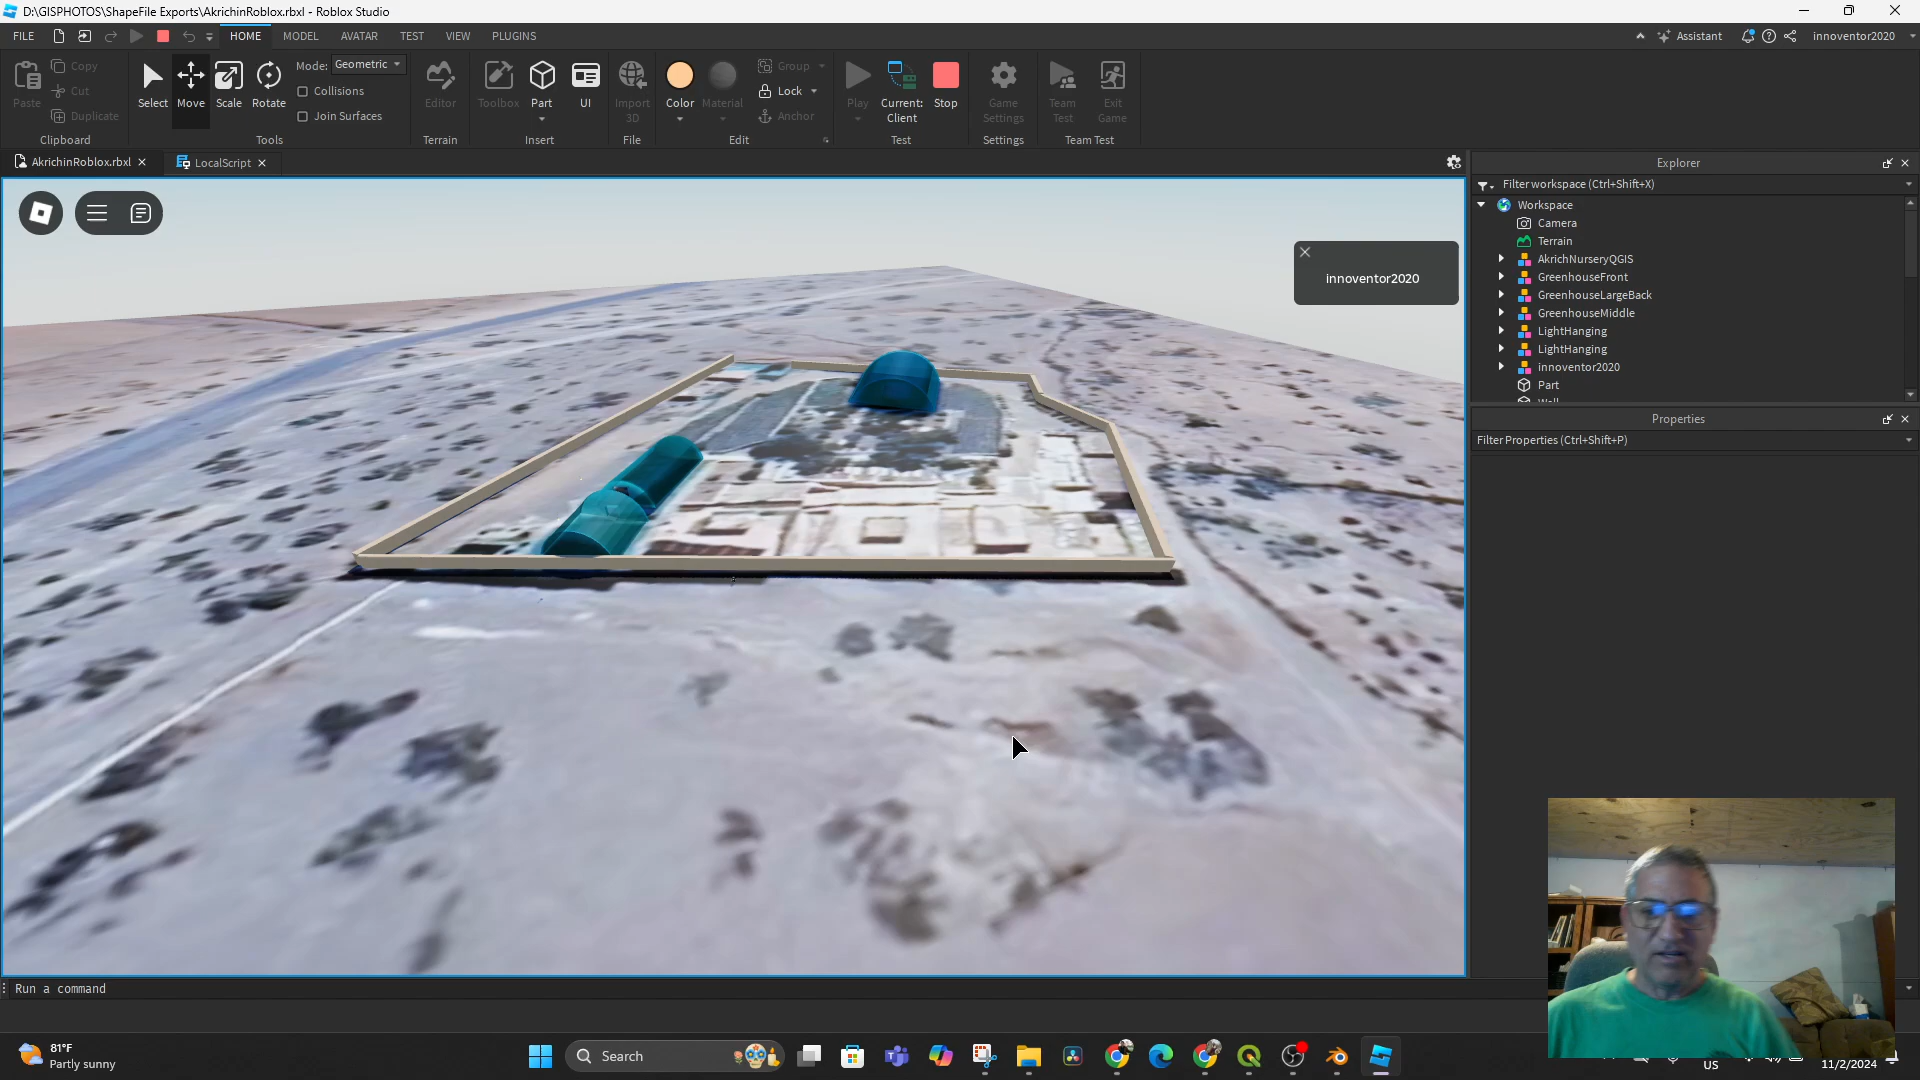 D:\GISPHOTOS\ShapeFile Exports\AkrichinRoblox.rbxl - Roblox Studio
FILE HOME MODEL AVATAR TEST VIEW PLUGINS Assistant innoventor2020
Paste Copy Cut Duplicate
Select Move Scale Rotate
Mode: Geometric
Collisions
Join Surfaces
Editor Toolbox Part UI Import 3D
Color Material Group Lock Anchor
Play Current: Client Stop
Game Settings Team Test Exit Game
Clipboard Tools Terrain Insert File Edit Test Settings Team Test
AkrichinRoblox.rbxl LocalScript
Explorer
Filter workspace (Ctrl+Shift+X)
Workspace
Camera
Terrain
AkrichNurseryQGIS
GreenhouseFront
GreenhouseLargeBack
GreenhouseMiddle
LightHanging
LightHanging
innoventor2020
Part
innoventor2020
Properties
Filter Properties (Ctrl+Shift+P)
Run a command
81°F
Partly sunny
Search
US
11/2/2024